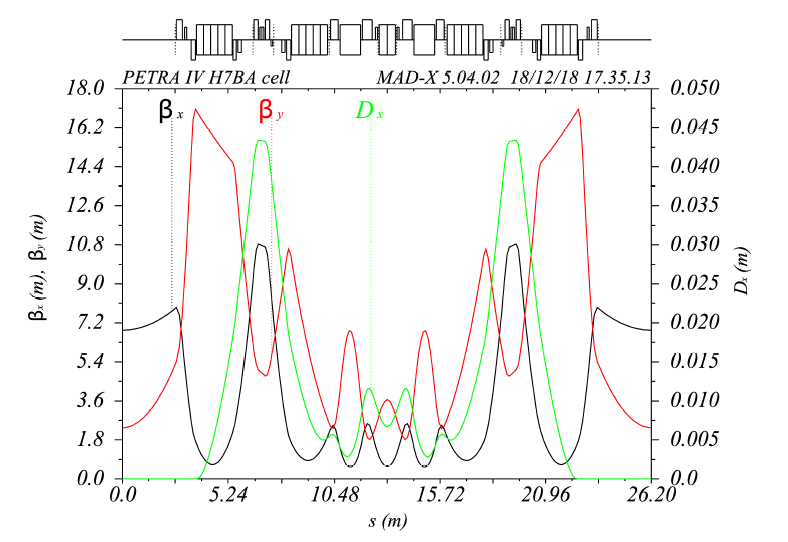 PETRA IV H7BA cell MAD-X 5.04.02 18/12/18 17.35.13
18.0 0.050
βx βy Dx
16.2 0.045
14.4 0.040
12.6 0.035
10.8 0.030
9.0 0.025
7.2 0.020
5.4 0.015
3.6 0.010
1.8 0.005
0.0 0.0
βx (m), βy (m)
Dx (m)
0.0 5.24 10.48 15.72 20.96 26.20
s (m)